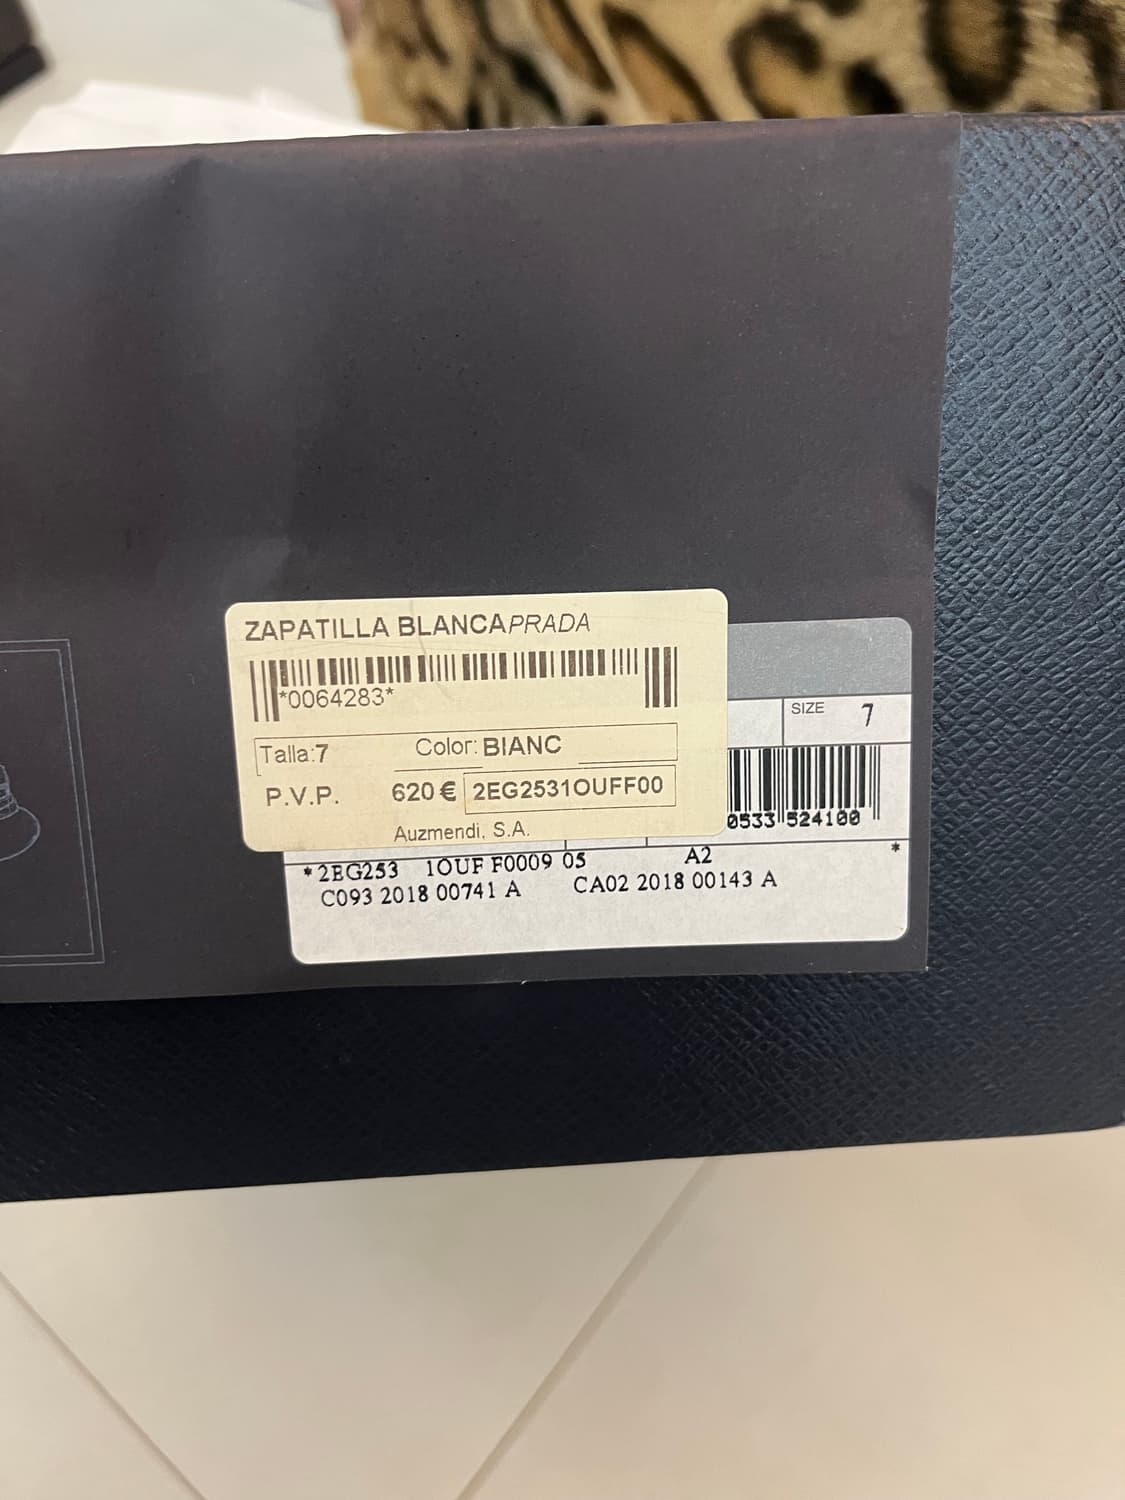 ZAPATILLA BLANCA PRADA
*0064283*
Talla:7 Color: BIANC
P.V.P. 620 € 2EG2531OUFF00
Auzmendi, S.A.
SIZE 7
0533 524100
*2EG253 1OUF F0009 05 A2 *
C093 2018 00741 A CA02 2018 00143 A